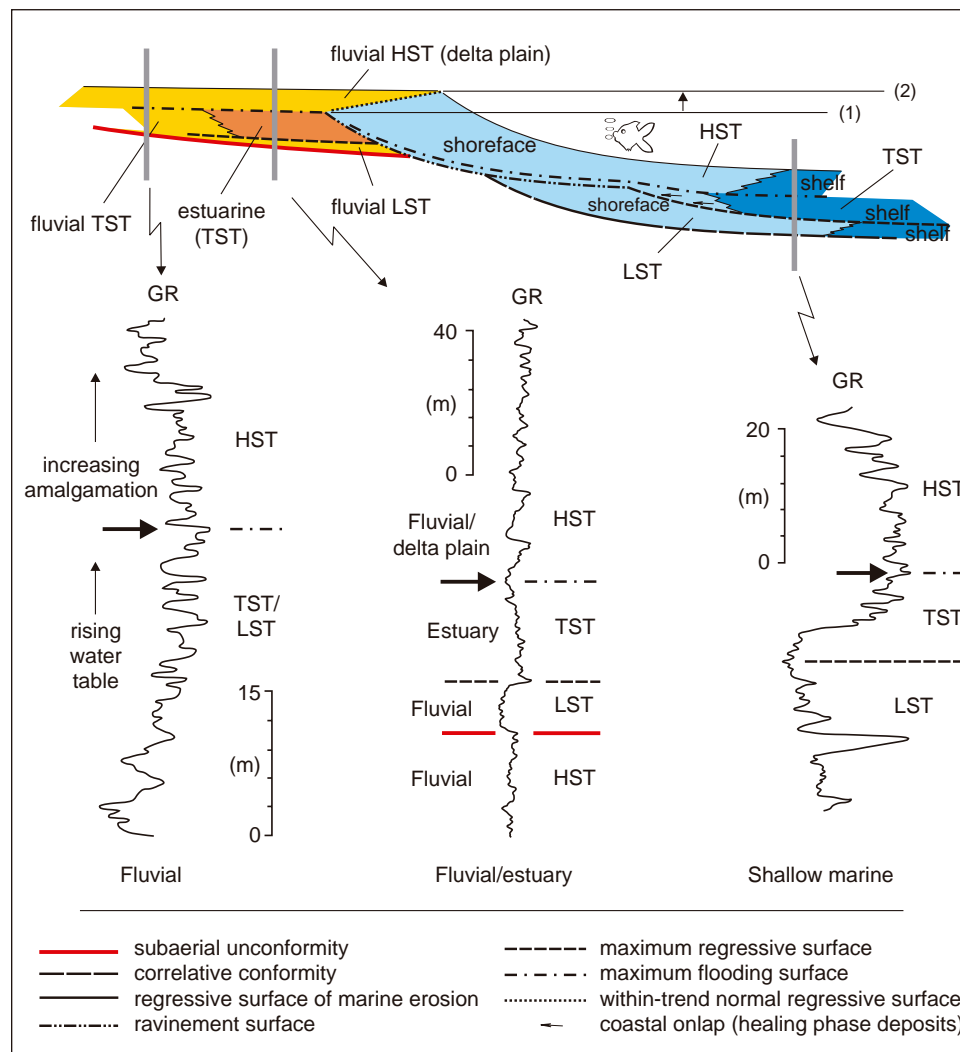 fluvial HST (delta plain)
(2)
(1)
HST
TST
shoreface
shelf
shoreface
shelf
shelf
fluvial TST
estuarine
(TST)
fluvial LST
LST
GR
GR
GR
40
(m)
0
20
(m)
0
increasing
amalgamation
HST
Fluvial/
delta plain
HST
HST
rising
water
table
TST/
LST
Estuary
TST
TST
15
(m)
0
Fluvial
LST
LST
Fluvial
HST
Fluvial
Fluvial/estuary
Shallow marine
subaerial unconformity
correlative conformity
regressive surface of marine erosion
ravinement surface
maximum regressive surface
maximum flooding surface
within-trend normal regressive surface
coastal onlap (healing phase deposits)